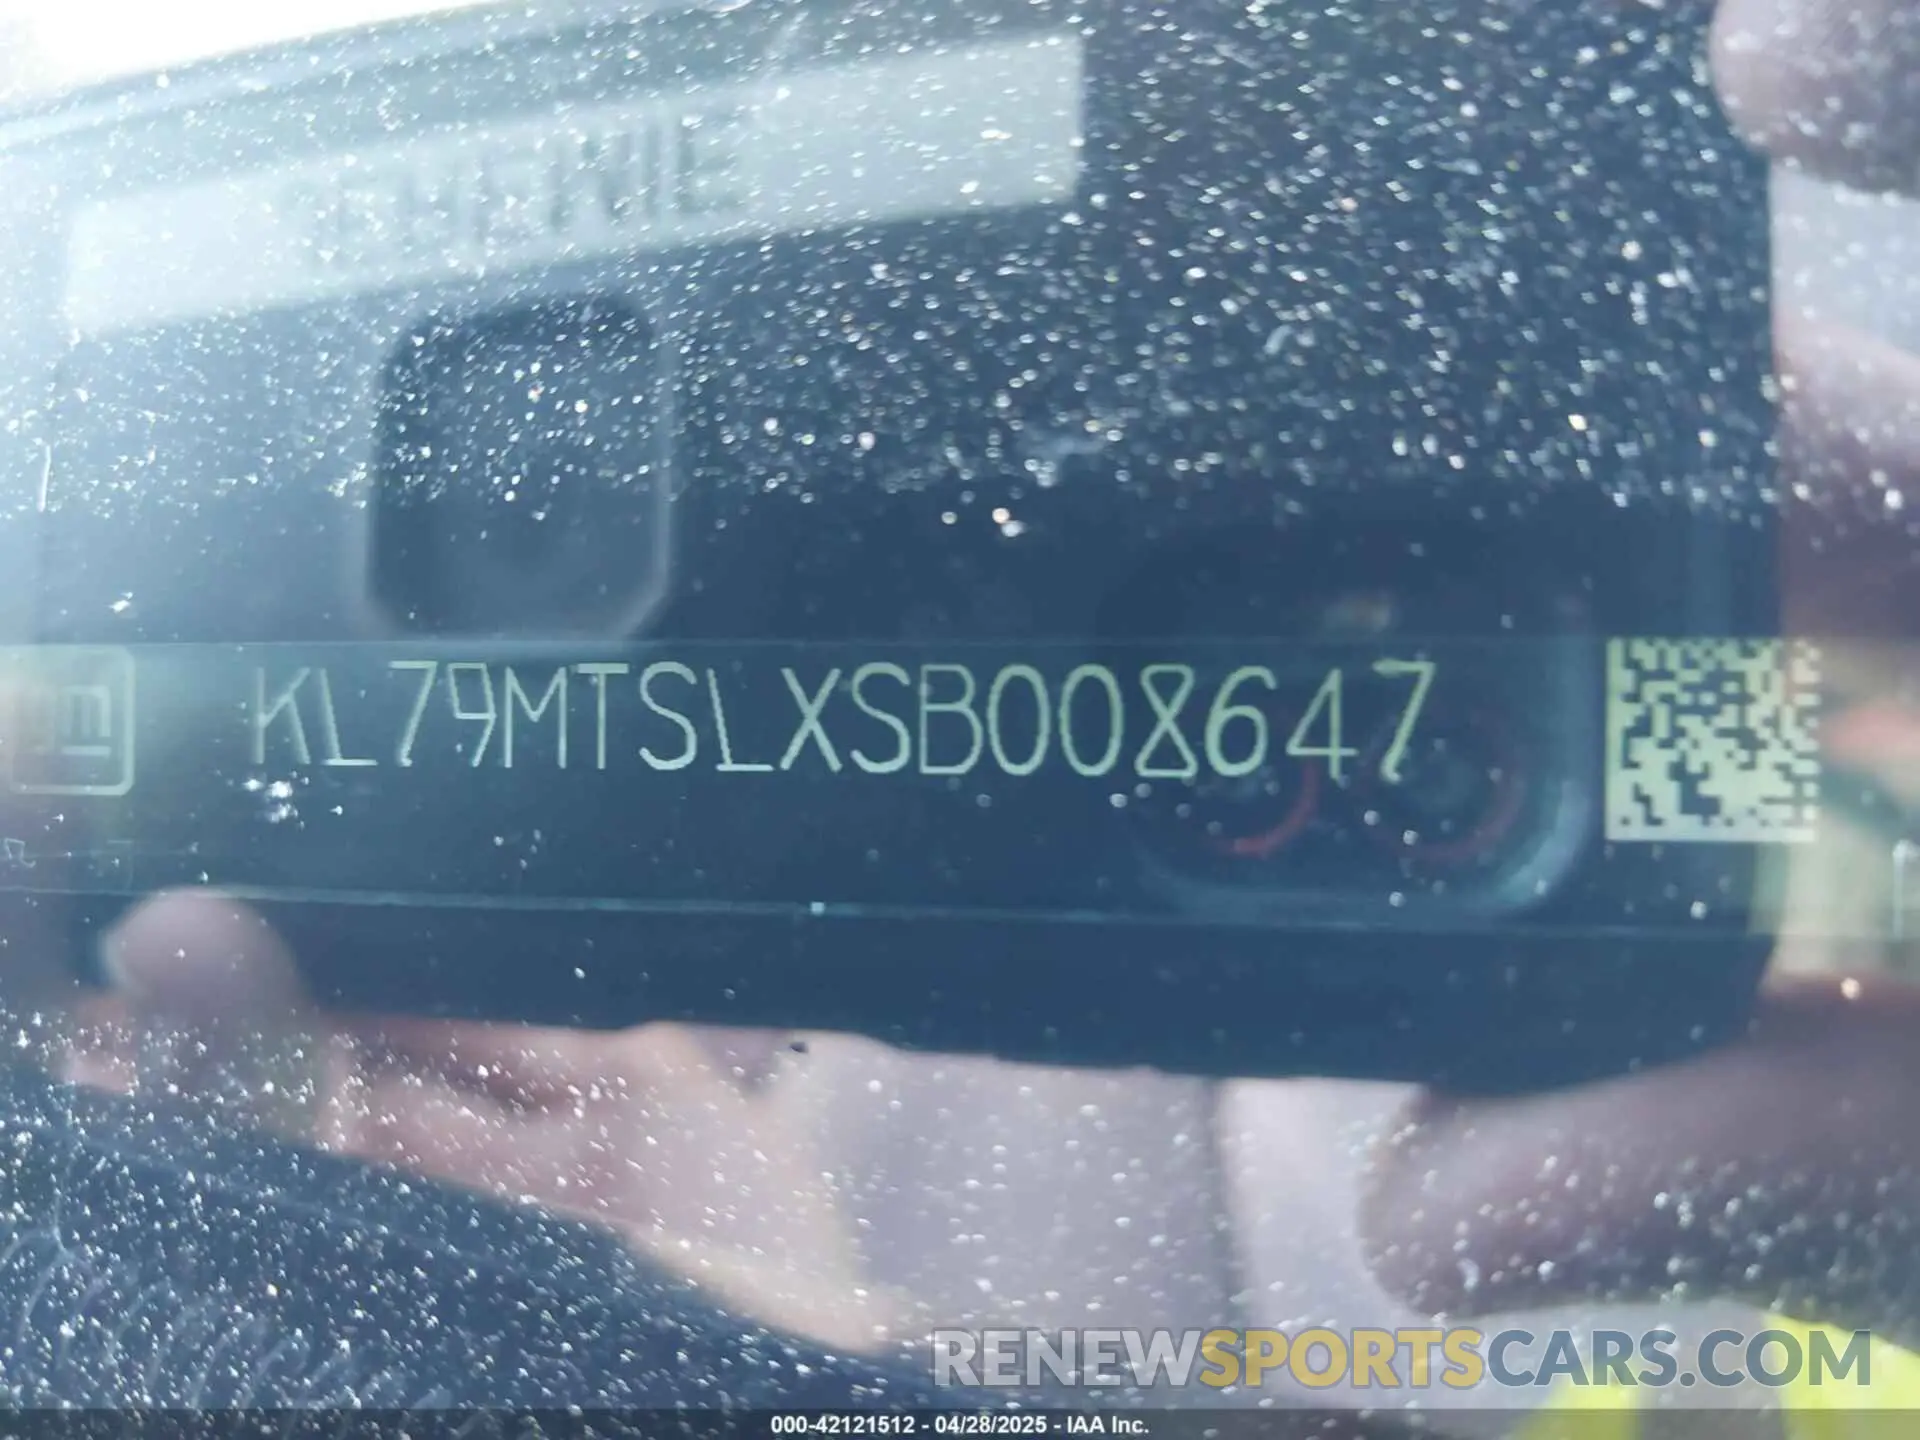 KL79MTSLXSB008647
RENEWSPORTSCARS.COM
000-42121512 - 04/28/2025 - IAA Inc.